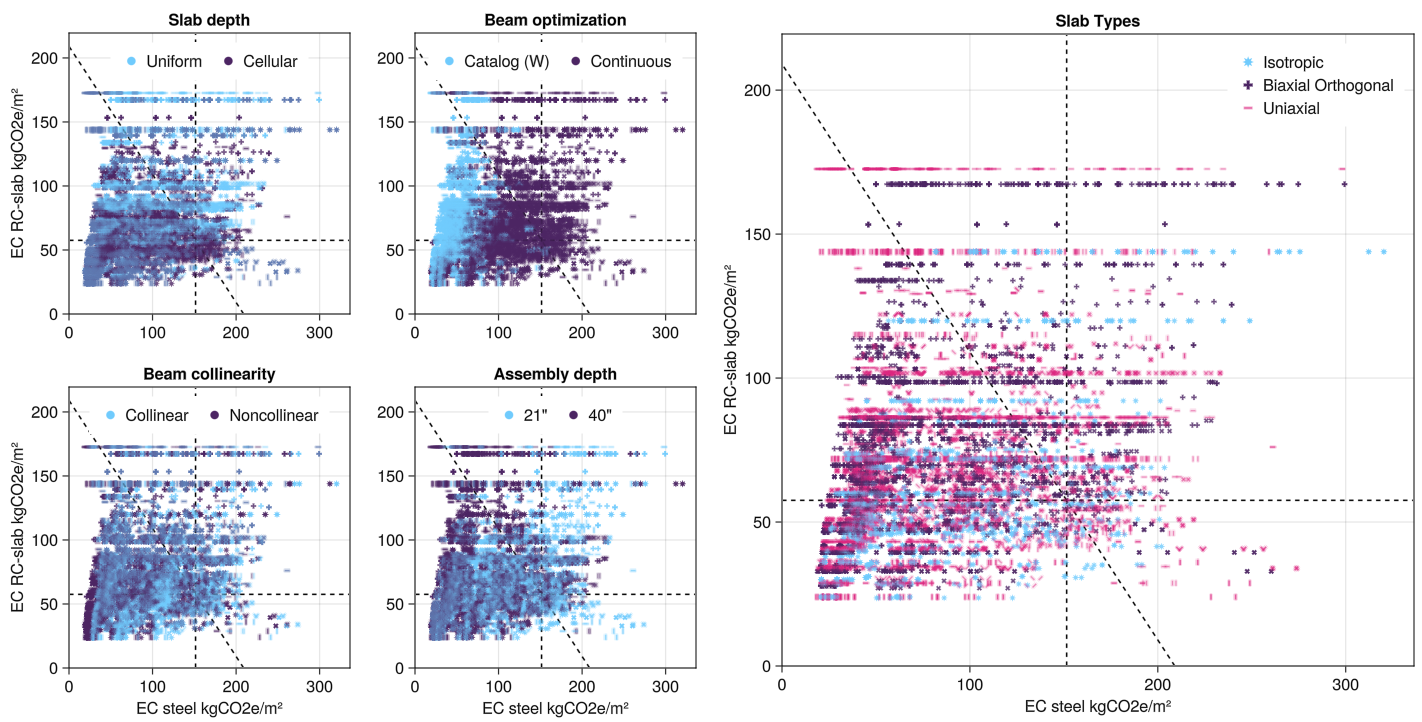 Slab depth
Uniform
Cellular
200
150
100
50
0
0
100
200
300
EC RC-slab kgCO2e/m²
Beam optimization
Catalog (W)
Continuous
200
150
100
50
0
0
100
200
300
Beam collinearity
Collinear
Noncollinear
200
150
100
50
0
0
100
200
300
EC RC-slab kgCO2e/m²
EC steel kgCO2e/m²
Assembly depth
21"
40"
200
150
100
50
0
0
100
200
300
EC steel kgCO2e/m²
Slab Types
Isotropic
Biaxial Orthogonal
Uniaxial
200
150
100
50
0
0
100
200
300
EC RC-slab kgCO2e/m²
EC steel kgCO2e/m²